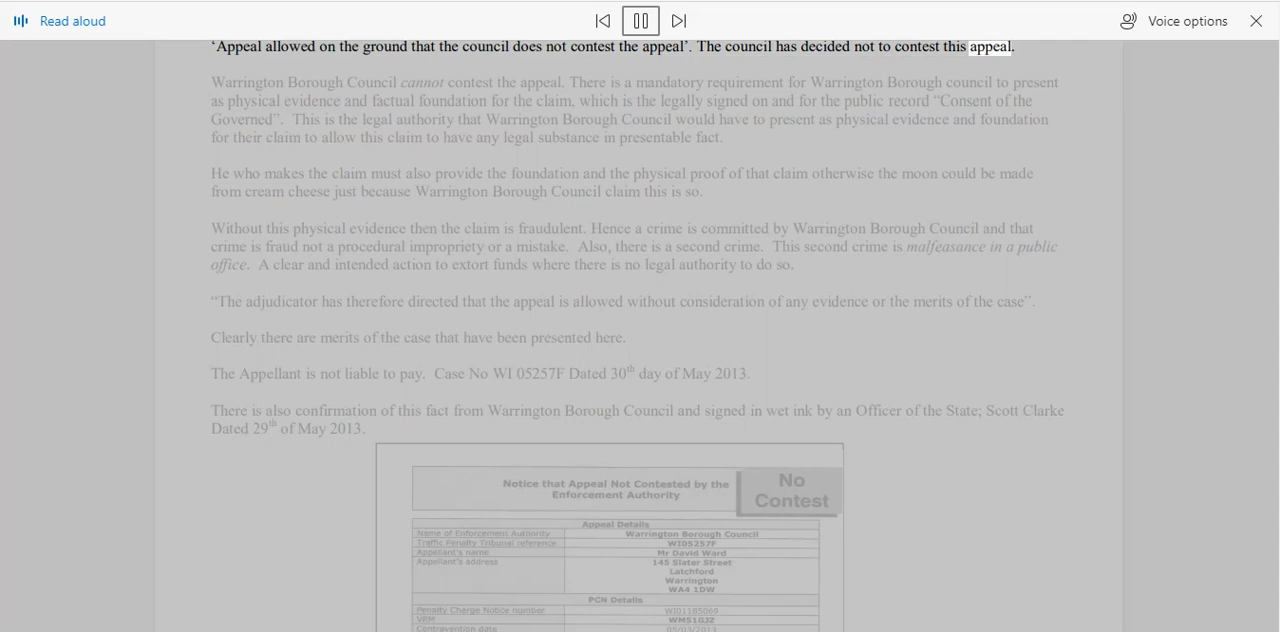 Read aloud
Voice options
‘Appeal allowed on the ground that the council does not contest the appeal’. The council has decided not to contest this appeal.
Warrington Borough Council cannot contest the appeal. There is a mandatory requirement for Warrington Borough council to present
as physical evidence and factual foundation for the claim, which is the legally signed on and for the public record “Consent of the
Governed”. This is the legal authority that Warrington Borough Council would have to present as physical evidence and foundation
for their claim to allow this claim to have any legal substance in presentable fact.
He who makes the claim must also provide the foundation and the physical proof of that claim otherwise the moon could be made
from cream cheese just because Warrington Borough Council claim this is so.
Without this physical evidence then the claim is fraudulent. Hence a crime is committed by Warrington Borough Council and that
crime is fraud not a procedural impropriety or a mistake. Also, there is a second crime. This second crime is malfeasance in a public
office. A clear and intended action to extort funds where there is no legal authority to do so.
“The adjudicator has therefore directed that the appeal is allowed without consideration of any evidence or the merits of the case”.
Clearly there are merits of the case that have been presented here.
The Appellant is not liable to pay. Case No WI 05257F Dated 30th day of May 2013.
There is also confirmation of this fact from Warrington Borough Council and signed in wet ink by an Officer of the State; Scott Clarke
Dated 29th of May 2013.
Notice that Appeal Not Contested by the
Enforcement Authority
No
Contest
Appeal Details
Name of Enforcement Authority Warrington Borough Council
Traffic Penalty Tribunal reference WI05257F
Appellant's name Mr David Ward
Appellant's address 145 Slater Street
Latchford
Warrington
WA4 1DW
PCN Details
Penalty Charge Notice number WI01185069
VRM WM51GJZ
Contravention date 05/03/2013